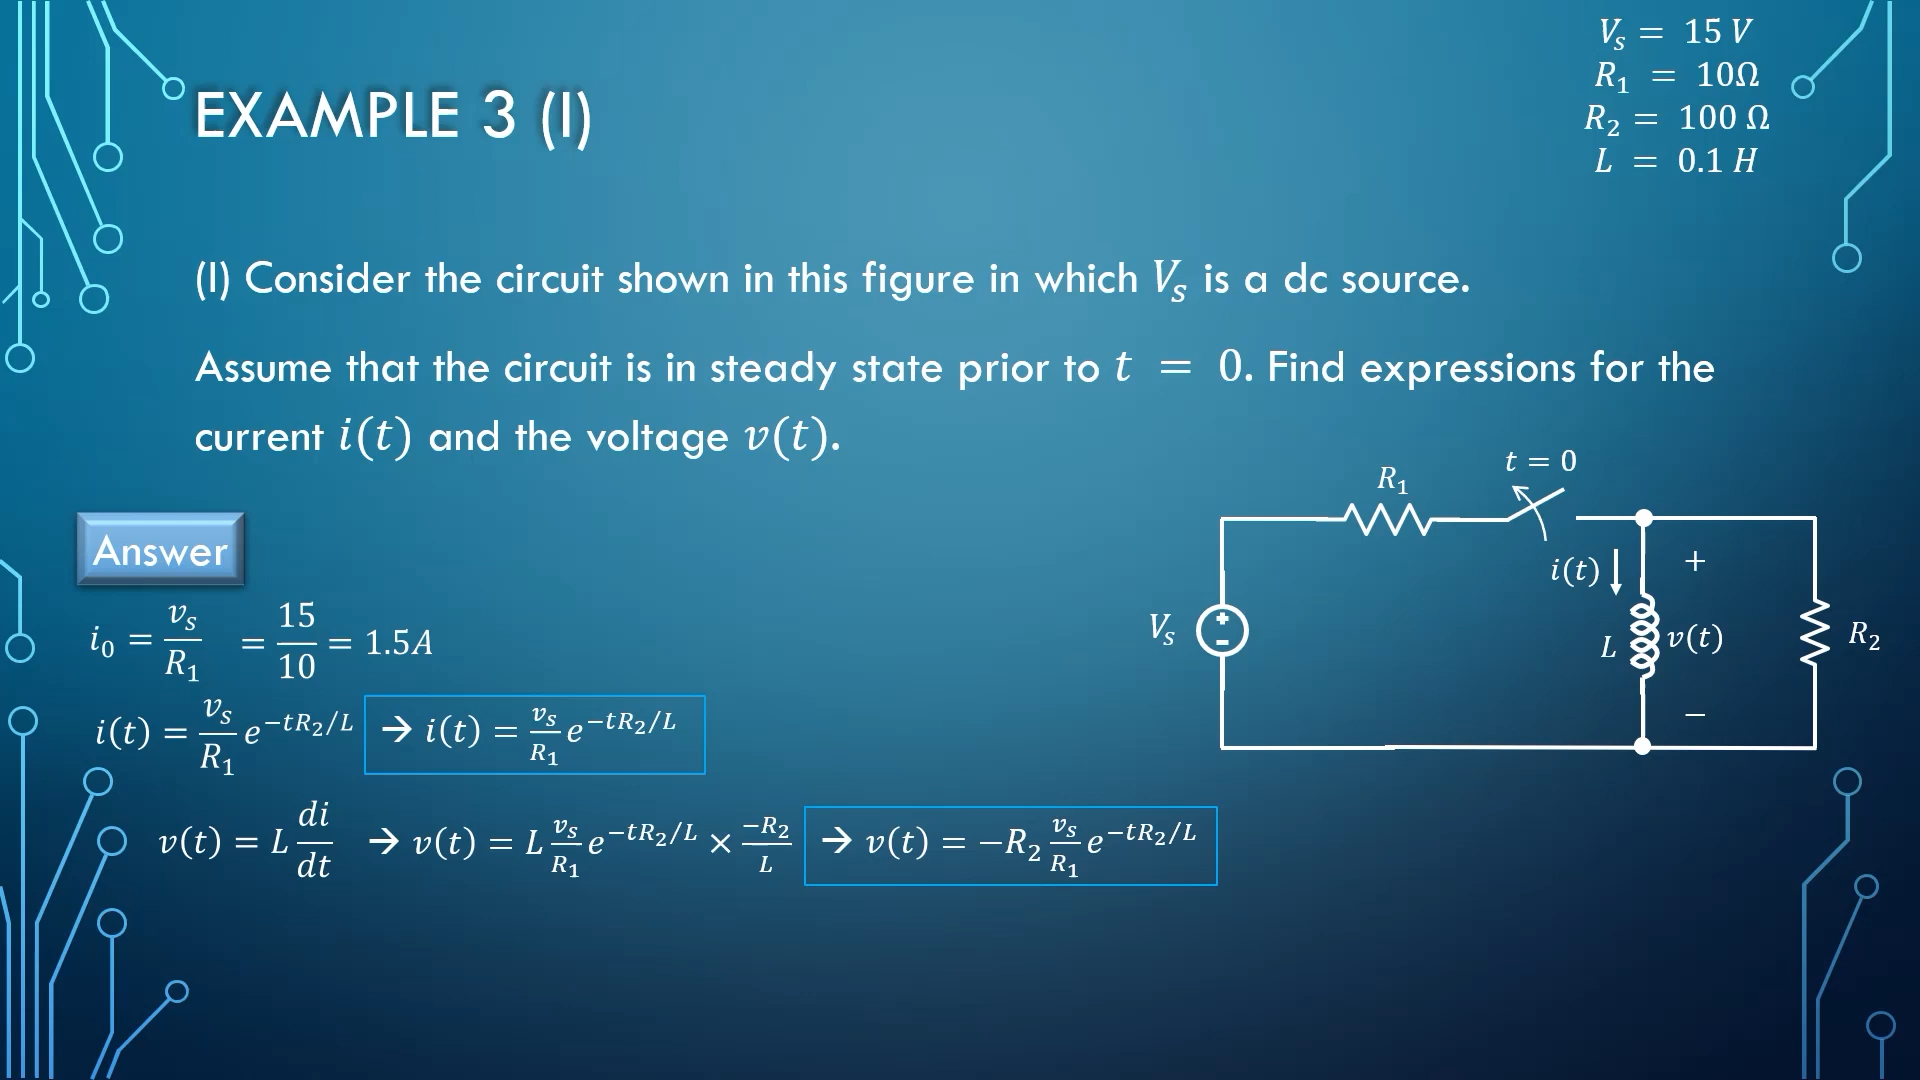 V_s = 15 V
R_1 = 10Ω
R_2 = 100 Ω
L = 0.1 H
EXAMPLE 3 (I)
(I) Consider the circuit shown in this figure in which V_s is a dc source.
Assume that the circuit is in steady state prior to t = 0. Find expressions for the
current i(t) and the voltage v(t).
Answer
i_0 = v_s/R_1 = 15/10 = 1.5A
i(t) = v_s/R_1 e^{-tR_2/L} → i(t) = v_s/R_1 e^{-tR_2/L}
v(t) = L di/dt → v(t) = L v_s/R_1 e^{-tR_2/L} × -R_2/L → v(t) = -R_2 v_s/R_1 e^{-tR_2/L}
t = 0
R_1
i(t)
+
V_s
+
-
L
v(t)
R_2
−